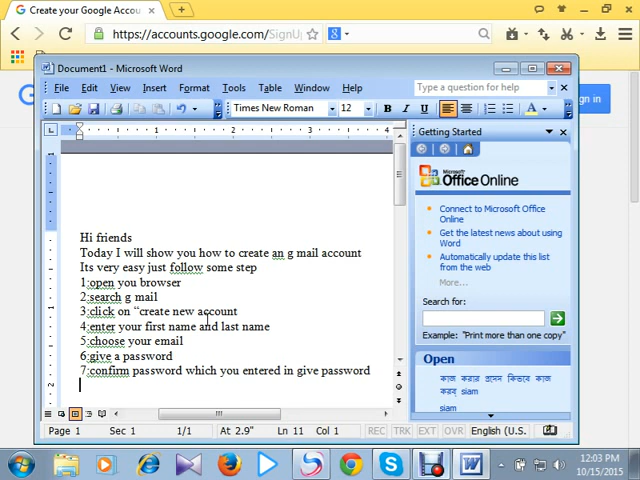 Create your Google Accou
https://accounts.google.com/SignU
Document1 - Microsoft Word
File Edit View Insert Format Tools Table Window
Type a question for help
Times New Roman 12 B I U
Getting Started
Sign in
Hi friends
Today I will show you how to create an g mail account
Its very easy just follow some step
1:open you browser
2:search g mail
3:click on “create new account
4:enter your first name and last name
5:choose your email
6:give a password
7:confirm password which you entered in give password
Microsoft
Office Online
Connect to Microsoft Office
Online
Get the latest news about using
Word
Automatically update this list
from the web
More...
Search for:
Example: "Print more than one copy"
Open
siam
siam
Page 1 Sec 1 1/1 At 2.9" Ln 11 Col 1 REC TRK EXT OVR English (U.S.
12:03 PM
10/15/2015